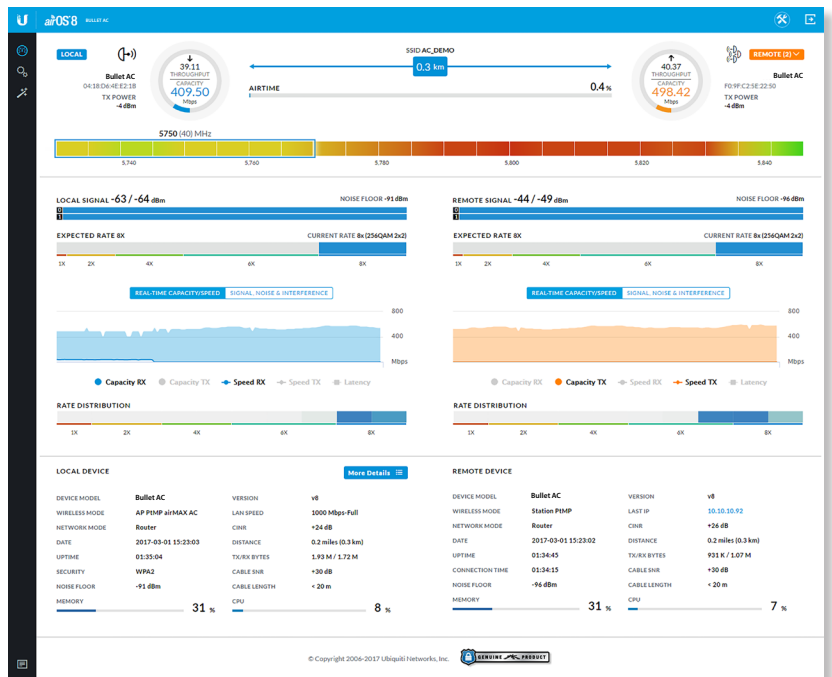 U airOS 8 BULLET AC
LOCAL
Bullet AC
04:18:D6:4E:E2:18
TX POWER
-4 dBm
39.11
THROUGHPUT
CAPACITY
409.50
Mbps
SSID AC_DEMO
0.3 km
AIRTIME 0.4 %
40.37
THROUGHPUT
CAPACITY
498.42
Mbps
REMOTE (2)
Bullet AC
F0:9F:C2:5E:22:50
TX POWER
-4 dBm
5750 (40) MHz
5,740 5,760 5,780 5,800 5,820 5,840
LOCAL SIGNAL -63 / -64 dBm NOISE FLOOR -91 dBm
0
1
EXPECTED RATE 8X CURRENT RATE 8x (256QAM 2x2)
1X 2X 4X 6X 8X
REAL-TIME CAPACITY/SPEED SIGNAL, NOISE & INTERFERENCE
800
400
Mbps
Capacity RX Capacity TX Speed RX Speed TX Latency
RATE DISTRIBUTION
1X 2X 4X 6X 8X
REMOTE SIGNAL -44 / -49 dBm NOISE FLOOR -96 dBm
0
1
EXPECTED RATE 8X CURRENT RATE 8x (256QAM 2x2)
1X 2X 4X 6X 8X
REAL-TIME CAPACITY/SPEED SIGNAL, NOISE & INTERFERENCE
800
400
Mbps
Capacity RX Capacity TX Speed RX Speed TX Latency
RATE DISTRIBUTION
1X 2X 4X 6X 8X
LOCAL DEVICE More Details
DEVICE MODEL Bullet AC VERSION v8
WIRELESS MODE AP PtMP airMAX AC LAN SPEED 1000 Mbps-Full
NETWORK MODE Router CINR +24 dB
DATE 2017-03-01 15:23:03 DISTANCE 0.2 miles (0.3 km)
UPTIME 01:35:04 TX/RX BYTES 1.93 M / 1.72 M
SECURITY WPA2 CABLE SNR +30 dB
NOISE FLOOR -91 dBm CABLE LENGTH < 20 m
MEMORY 31 % CPU 8 %
REMOTE DEVICE
DEVICE MODEL Bullet AC VERSION v8
WIRELESS MODE Station PtMP LAST IP 10.10.10.92
NETWORK MODE Router CINR +26 dB
DATE 2017-03-01 15:23:02 DISTANCE 0.2 miles (0.3 km)
UPTIME 01:34:45 TX/RX BYTES 931 K / 1.07 M
CONNECTION TIME 01:34:15 CABLE SNR +30 dB
NOISE FLOOR -96 dBm CABLE LENGTH < 20 m
MEMORY 31 % CPU 7 %
© Copyright 2006-2017 Ubiquiti Networks, Inc. GENUINE PRODUCT